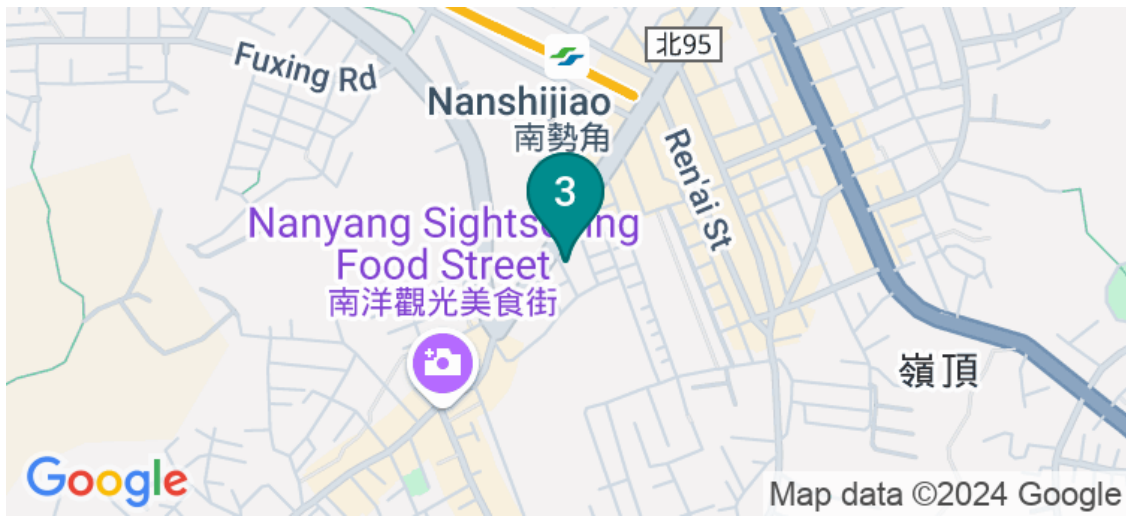 Fuxing Rd
北95
Nanshijiao
南勢角
Ren'ai St
3
Nanyang Sightseeing
Food Street
南洋觀光美食街
嶺頂
Google
Map data ©2024 Google